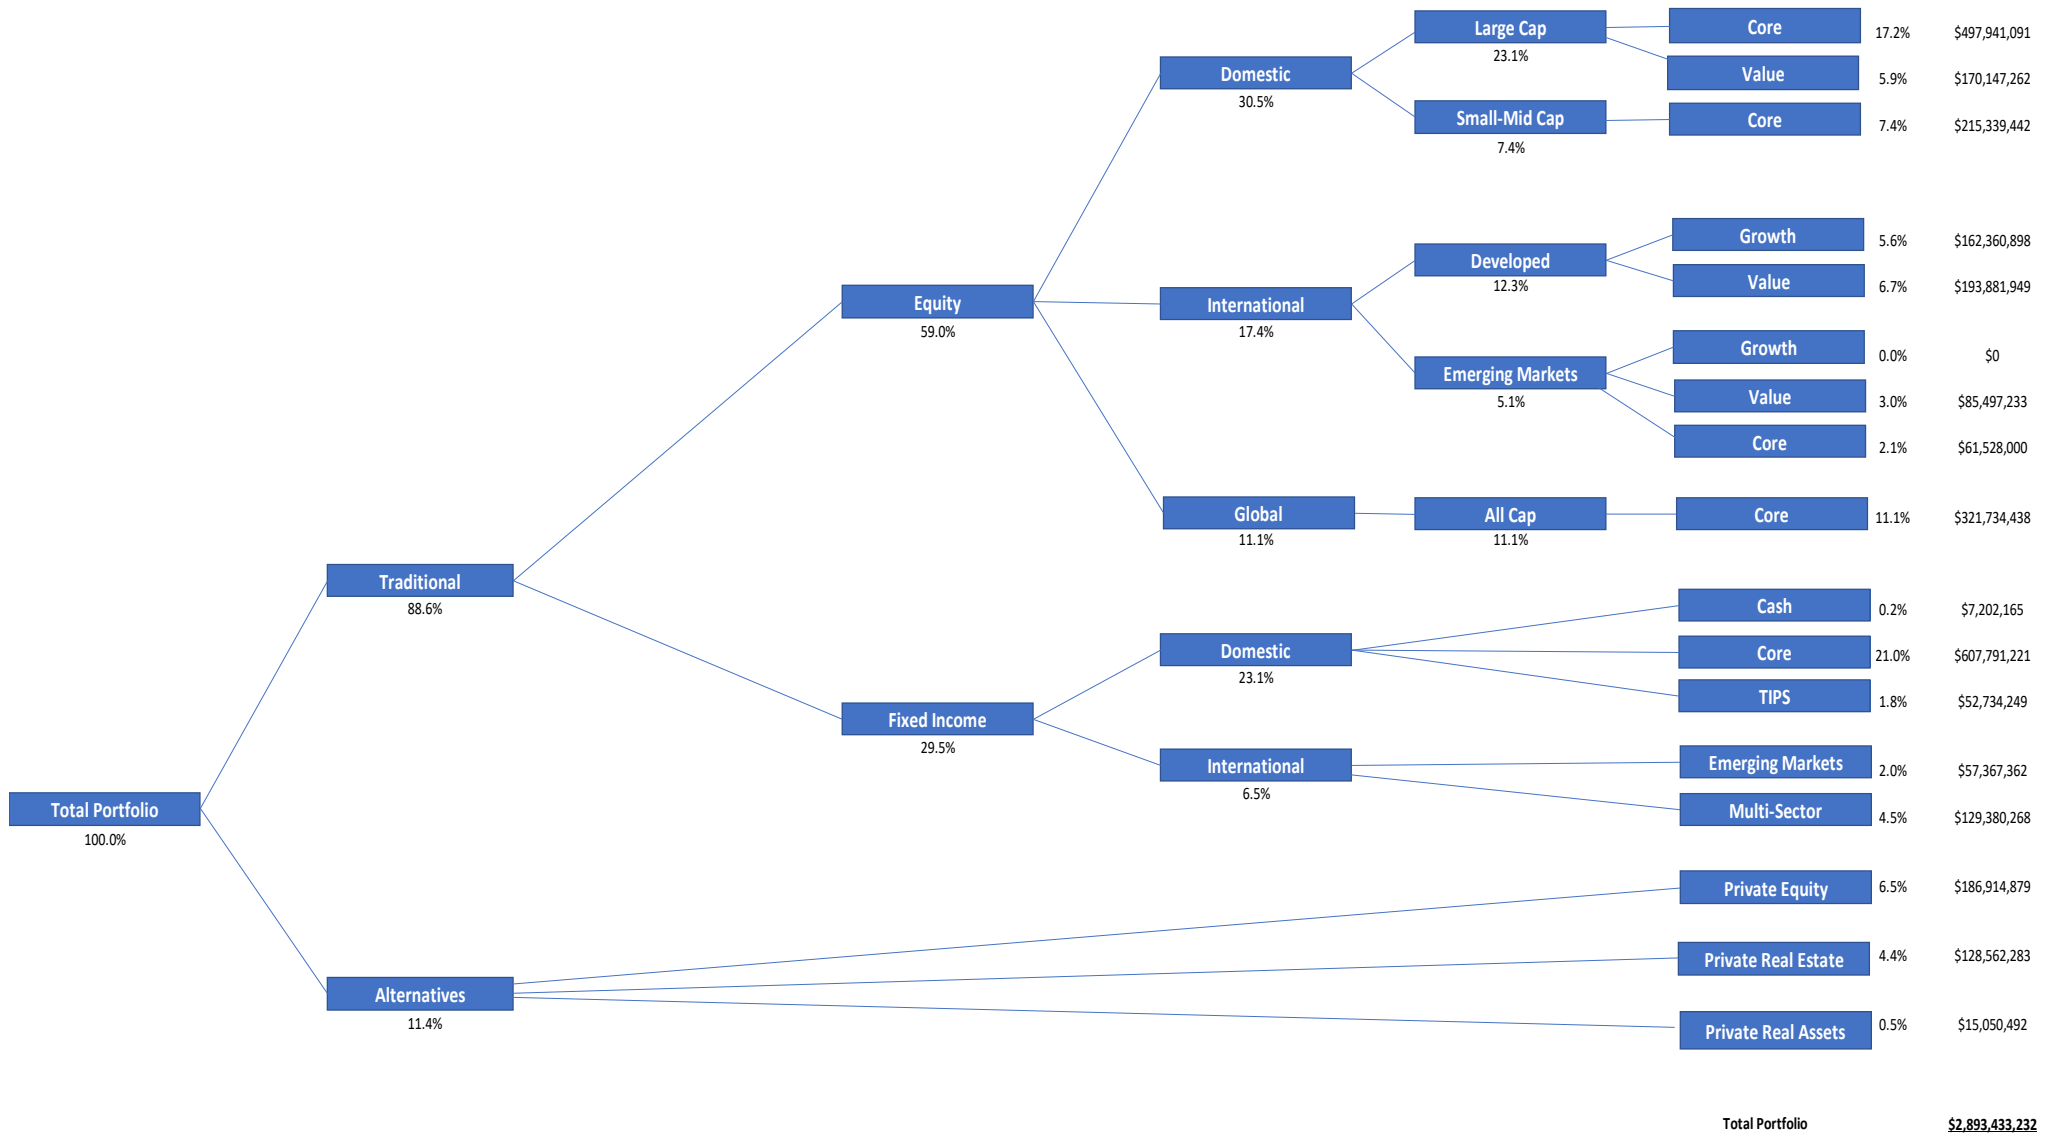 Large Cap
23.1%
Core
17.2% $497,941,091
Domestic
30.5%
Value
5.9% $170,147,262
Small-Mid Cap
7.4%
Core
7.4% $215,339,442
Growth
5.6% $162,360,898
Developed
12.3%
Value
6.7% $193,881,949
Equity
59.0%
International
17.4%
Growth
0.0% $0
Emerging Markets
5.1%
Value
3.0% $85,497,233
Core
2.1% $61,528,000
Global
11.1%
All Cap
11.1%
Core
11.1% $321,734,438
Traditional
88.6%
Cash
0.2% $7,202,165
Domestic
23.1%
Core
21.0% $607,791,221
TIPS
1.8% $52,734,249
Fixed Income
29.5%
International
6.5%
Emerging Markets
2.0% $57,367,362
Multi-Sector
4.5% $129,380,268
Total Portfolio
100.0%
Private Equity
6.5% $186,914,879
Private Real Estate
4.4% $128,562,283
Alternatives
11.4%
Private Real Assets
0.5% $15,050,492
Total Portfolio $2,893,433,232